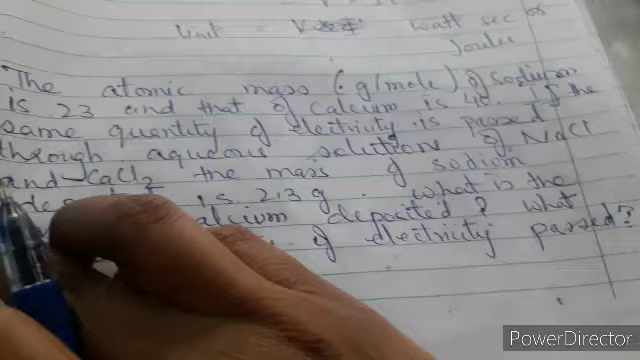 Unit = V watt sec or
Joules
The atomic mass (g/mole) of sodium
is 23 and that of Calcium is 40. If the
same quantity of electricity is passed
through aqueous solutions of NaCl
and CaCl2 the mass of sodium
is 2.3 g. what is the
alcium deposited? what
of electricity passed?
PowerDirector